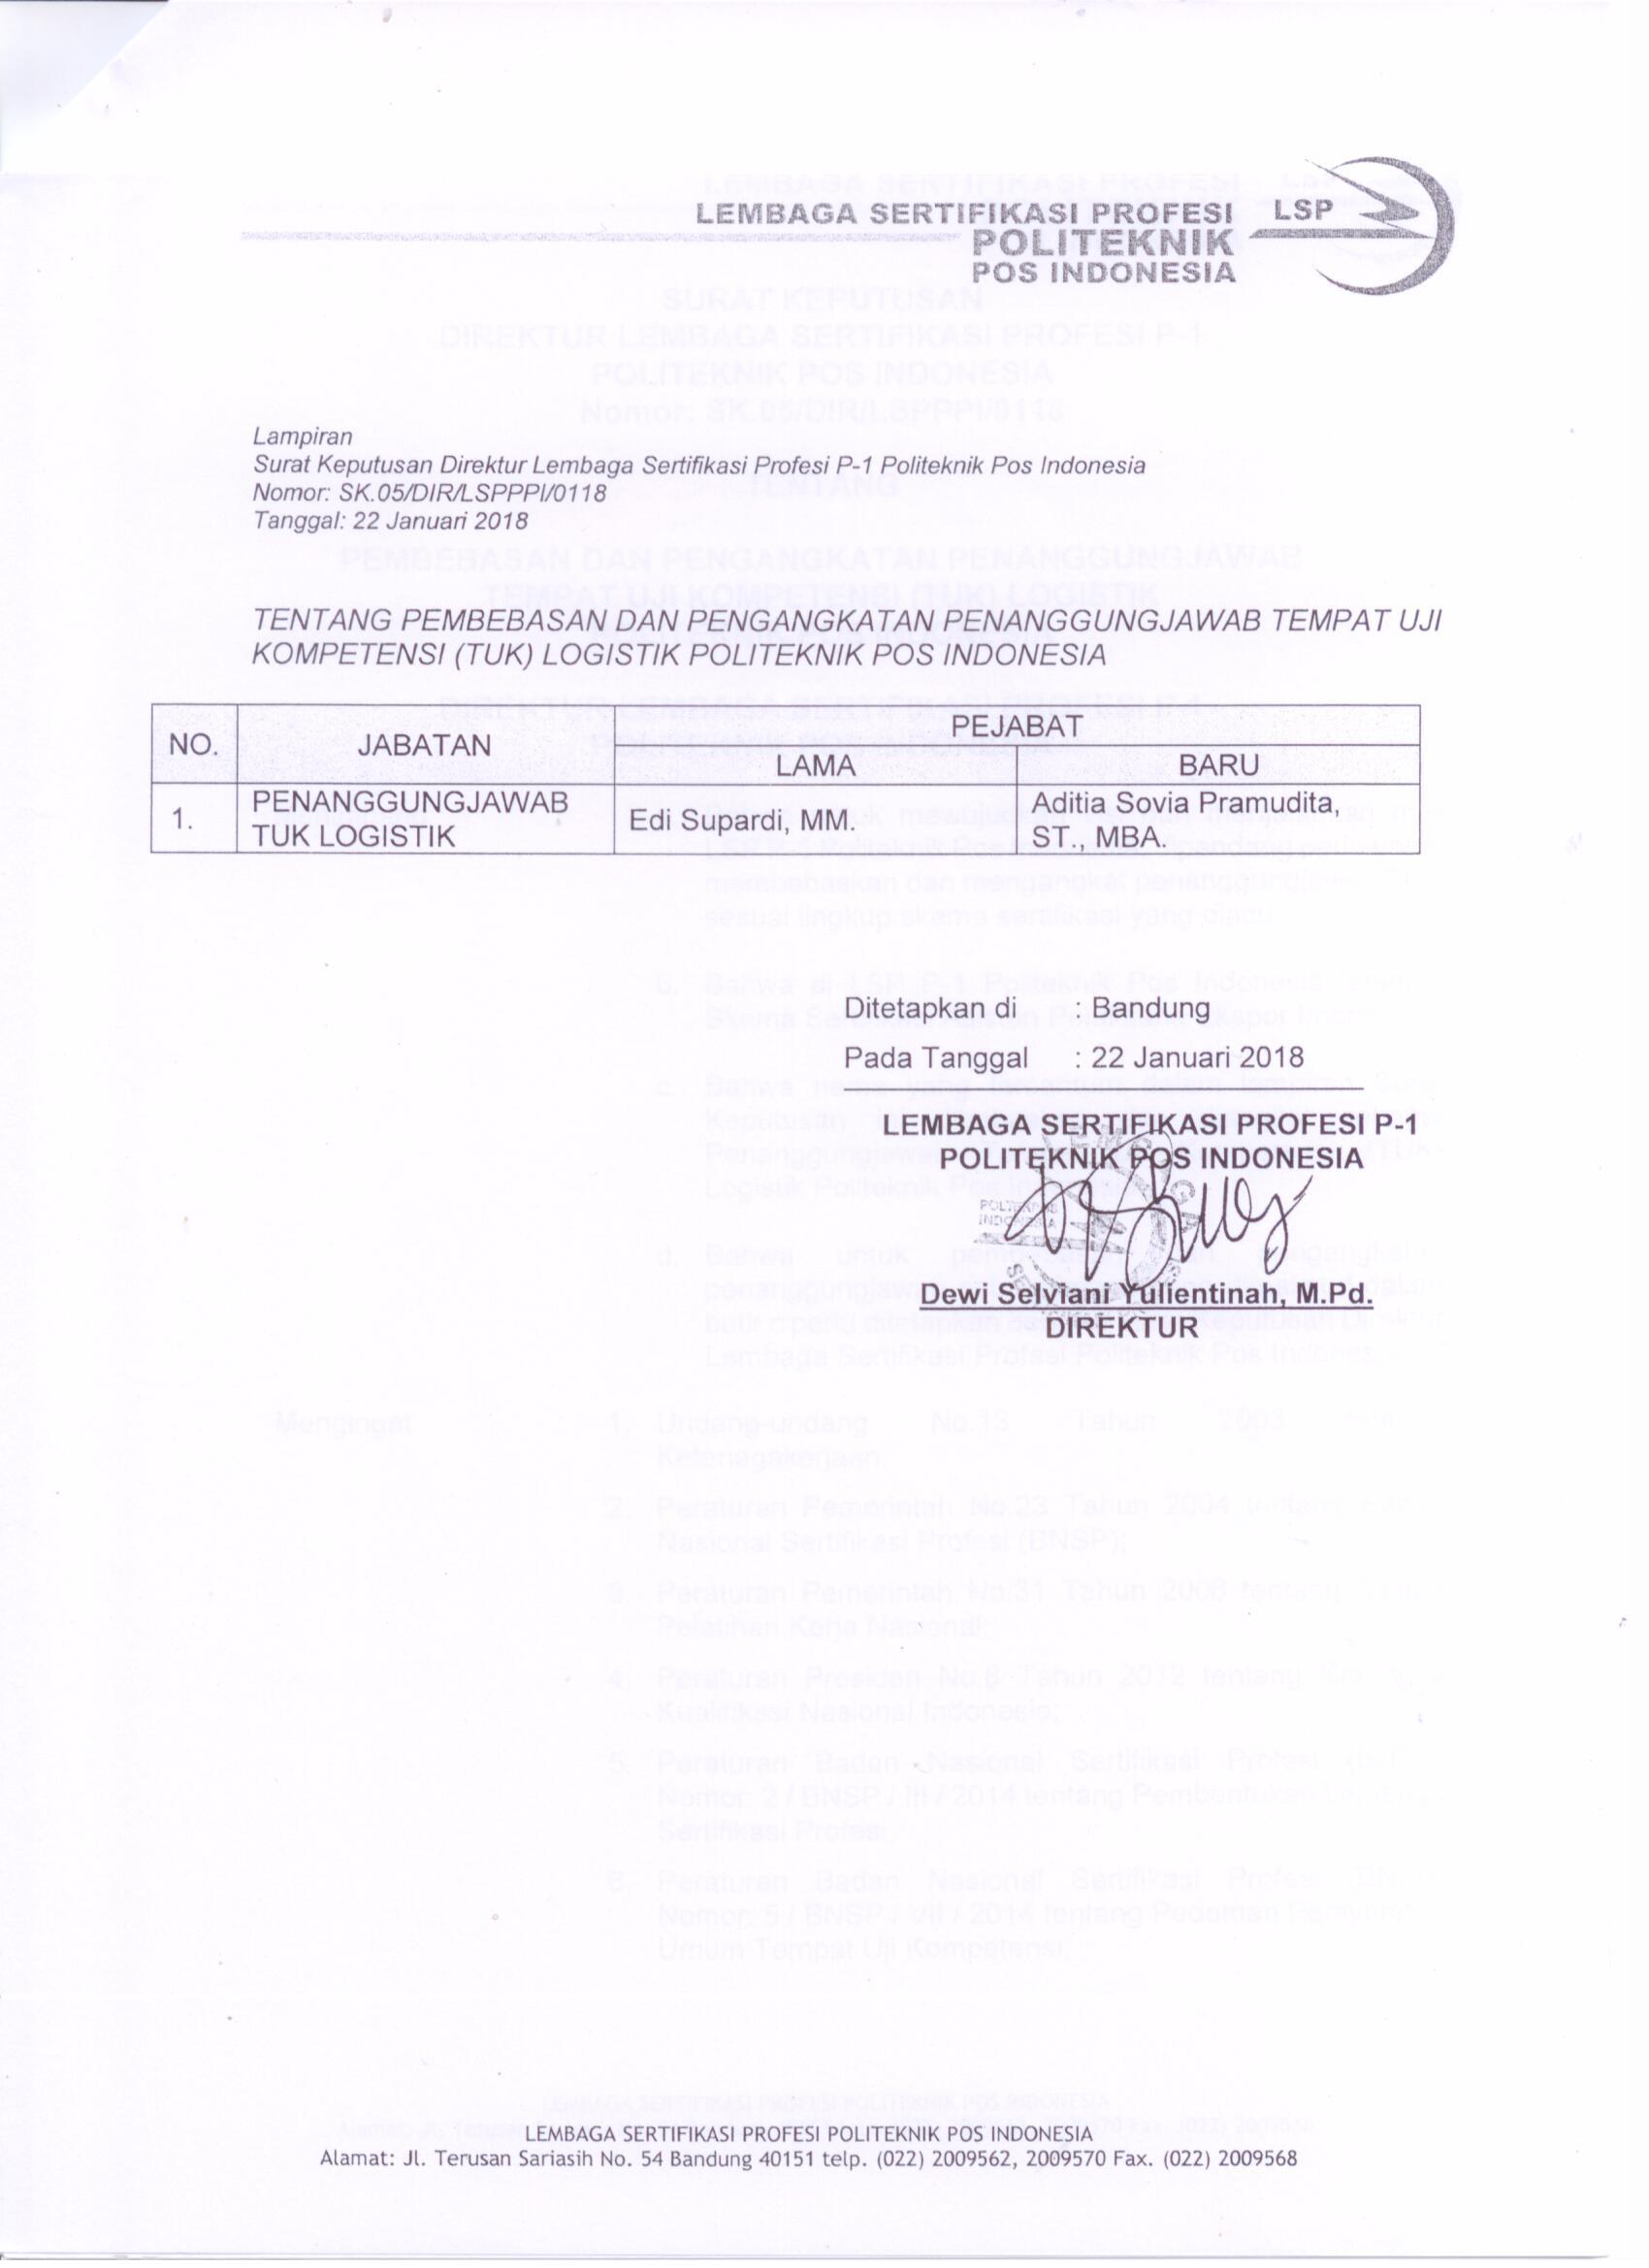 LEMBAGA SERTIFIKASI PROFESI
POLITEKNIK
POS INDONESIA
LSP
Lampiran
Surat Keputusan Direktur Lembaga Sertifikasi Profesi P-1 Politeknik Pos Indonesia
Nomor: SK.05/DIR/LSPPPI/0118
Tanggal: 22 Januari 2018
TENTANG PEMBEBASAN DAN PENGANGKATAN PENANGGUNGJAWAB TEMPAT UJI
KOMPETENSI (TUK) LOGISTIK POLITEKNIK POS INDONESIA
NO. JABATAN PEJABAT
LAMA BARU
1. PENANGGUNGJAWAB TUK LOGISTIK Edi Supardi, MM. Aditia Sovia Pramudita, ST., MBA.
Ditetapkan di : Bandung
Pada Tanggal : 22 Januari 2018
LEMBAGA SERTIFIKASI PROFESI P-1
POLITEKNIK POS INDONESIA
POLTEKNIK
INDONESIA
Dewi Selviani Yulientinah, M.Pd.
DIREKTUR
LEMBAGA SERTIFIKASI PROFESI POLITEKNIK POS INDONESIA
Alamat: Jl. Terusan Sariasih No. 54 Bandung 40151 telp. (022) 2009562, 2009570 Fax. (022) 2009568